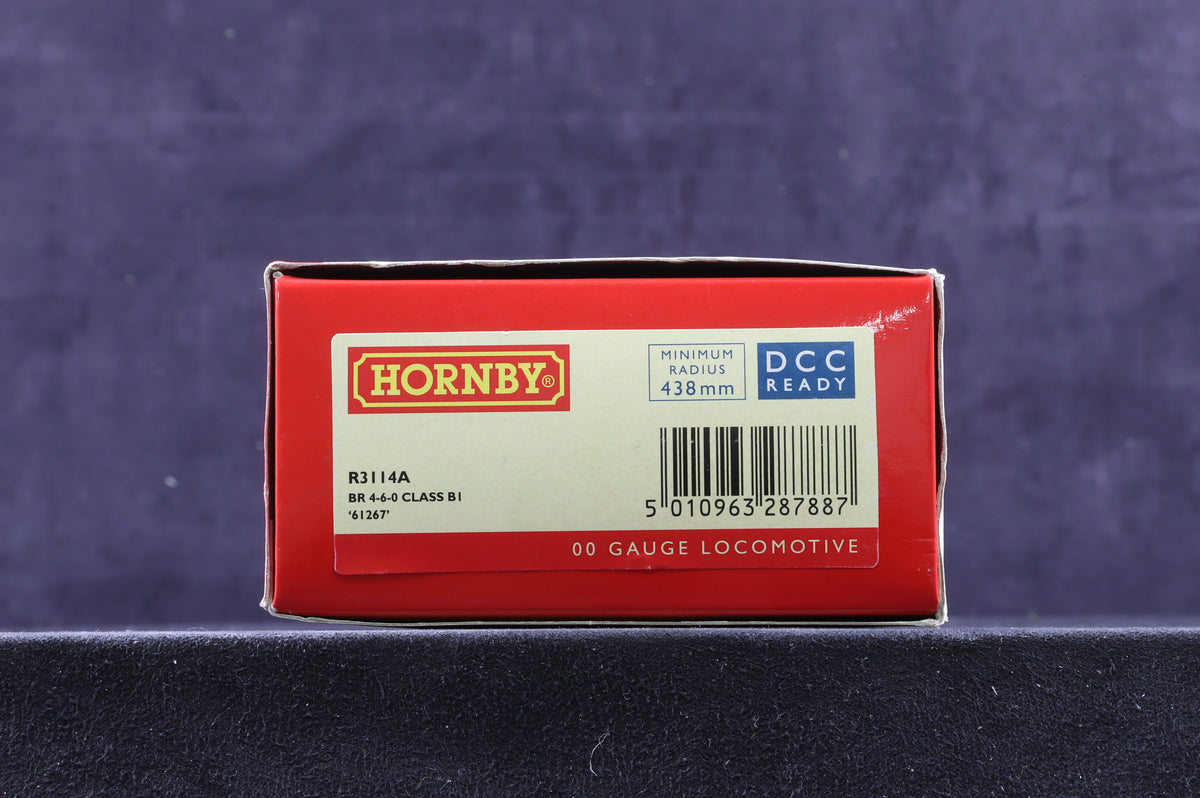 HORNBY®
MINIMUM
RADIUS
438mm
DCC
READY
R3114A
BR 4-6-0 CLASS B1
‘61267’
5 010963 287887
00 GAUGE LOCOMOTIVE